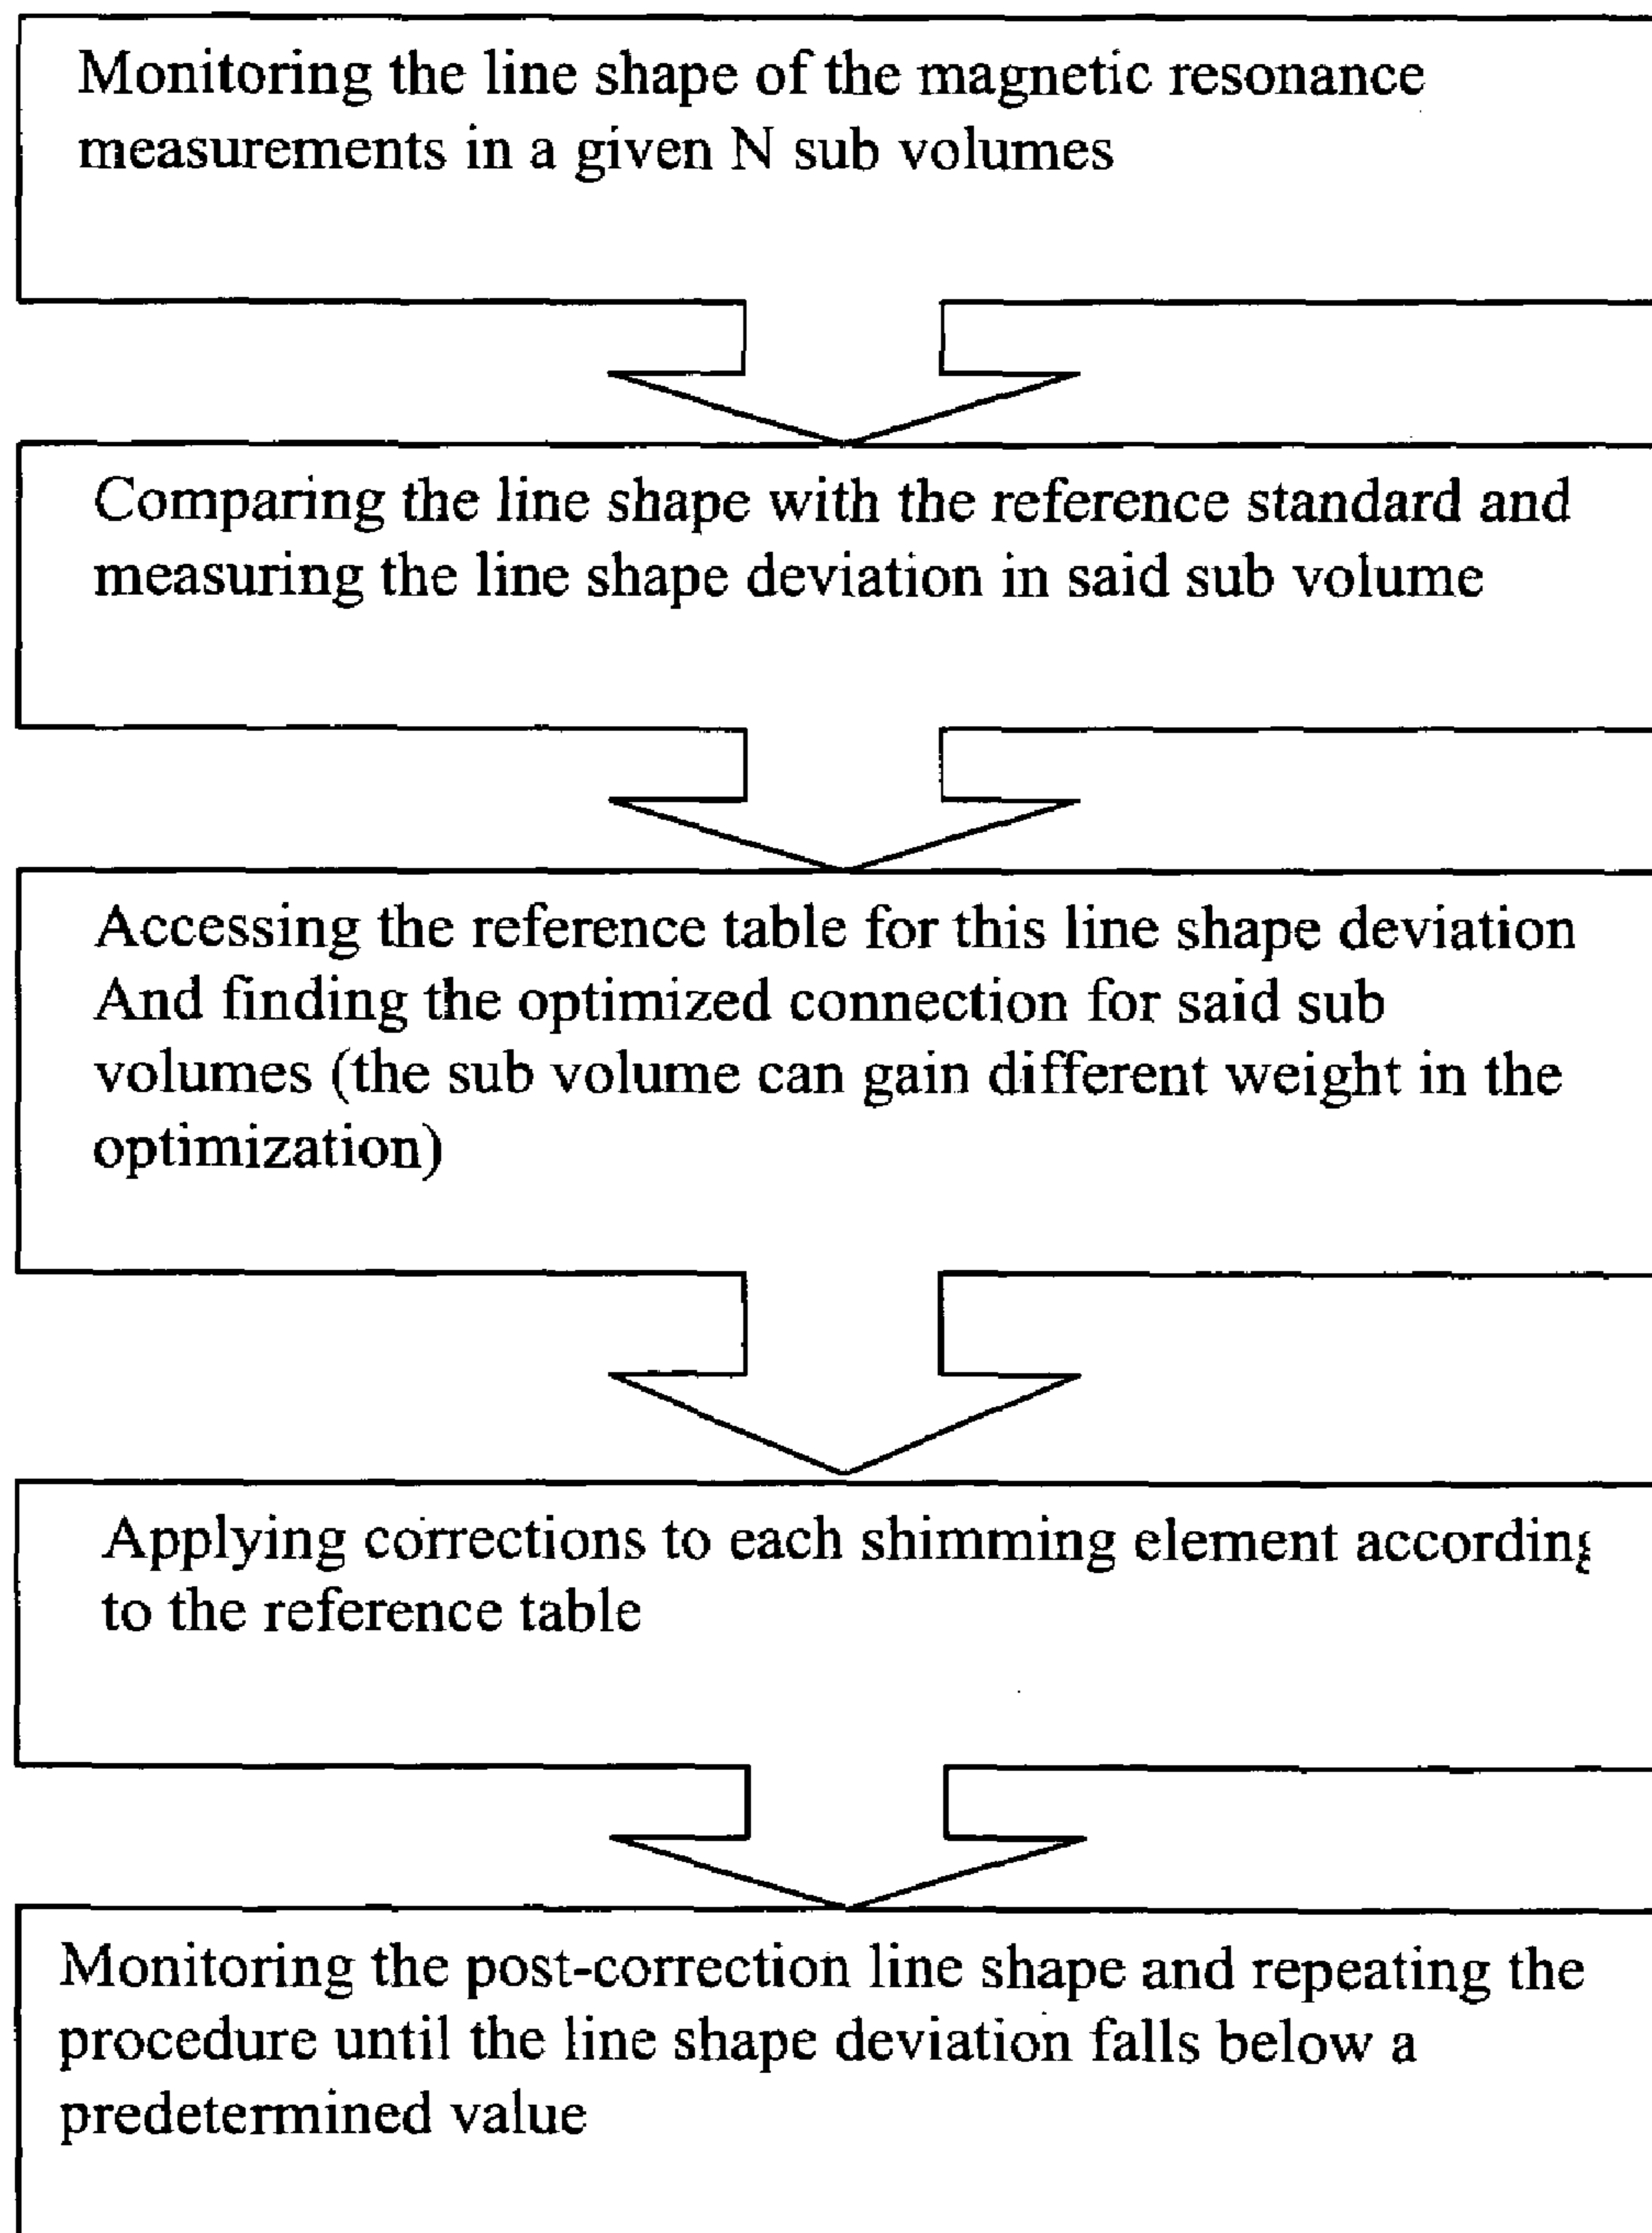 Monitoring the line shape of the magnetic resonance
measurements in a given N sub volumes
Comparing the line shape with the reference standard and
measuring the line shape deviation in said sub volume
Accessing the reference table for this line shape deviation
And finding the optimized connection for said sub
volumes (the sub volume can gain different weight in the
optimization)
Applying corrections to each shimming element according
to the reference table
Monitoring the post-correction line shape and repeating the
procedure until the line shape deviation falls below a
predetermined value